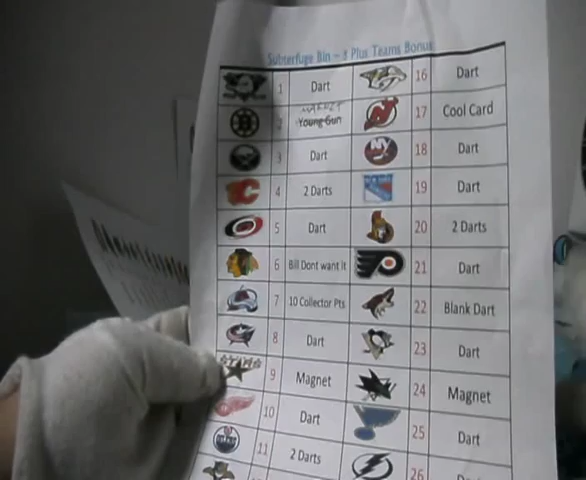 Subterfuge Bin - 3 Plus Teams Bonus
1 Dart 16 Dart
2 MAGNET Young Gun 17 Cool Card
3 Dart 18 Dart
4 2 Darts 19 Dart
5 Dart 20 2 Darts
6 Bill Dont want it 21 Dart
7 10 Collector Pts 22 Blank Dart
8 Dart 23 Dart
STARS 9 Magnet 24 Magnet
10 Dart 25 Dart
11 2 Darts 26